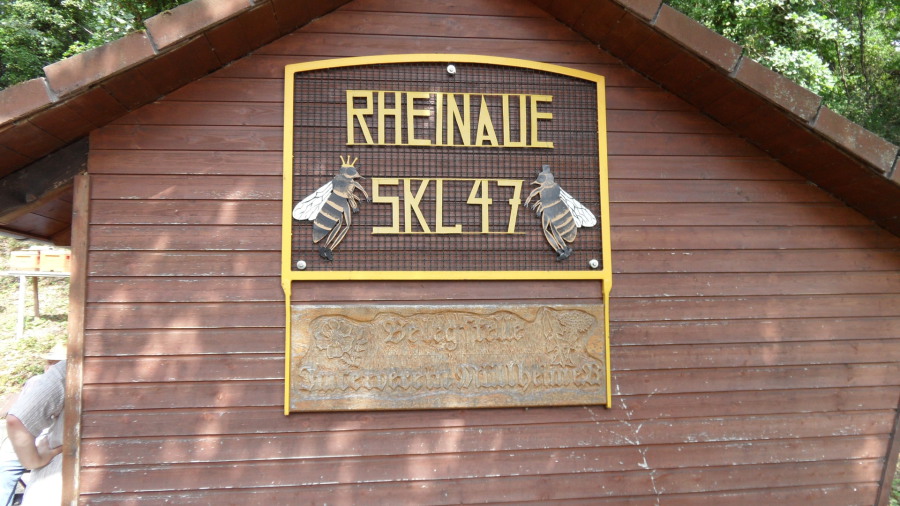 RHEINAUE
SKL 47
Belegstelle
Imkerverein Müllheim B.